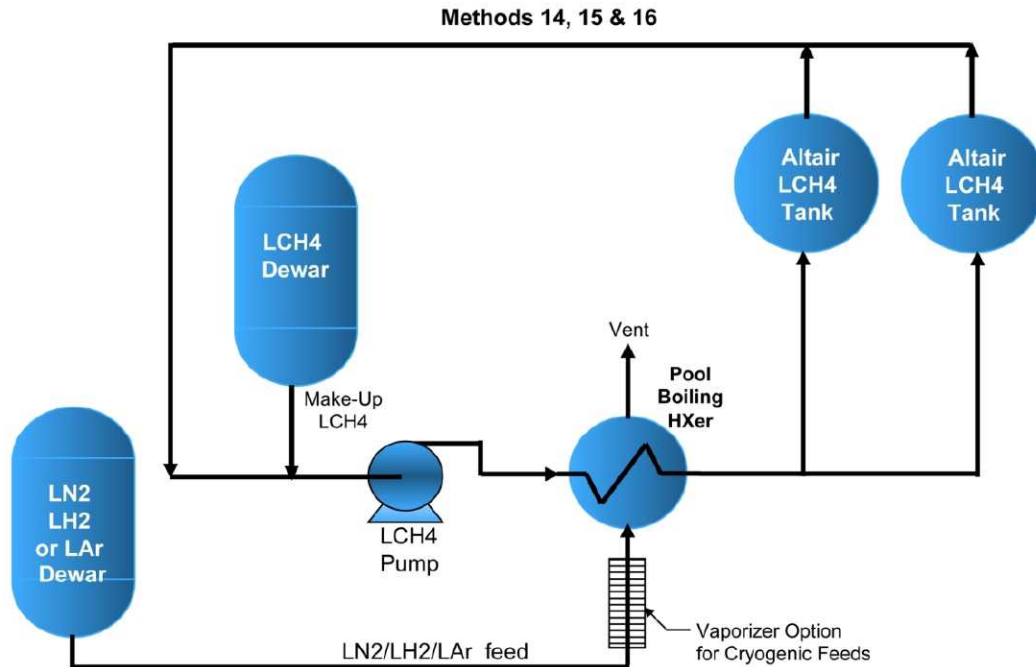 Methods 14, 15 & 16
Altair
LCH4
Tank
Altair
LCH4
Tank
LCH4
Dewar
Vent
Pool
Boiling
HXer
Make-Up
LCH4
LN2
LH2
or LAr
Dewar
LCH4
Pump
LN2/LH2/LAr feed
Vaporizer Option
for Cryogenic Feeds